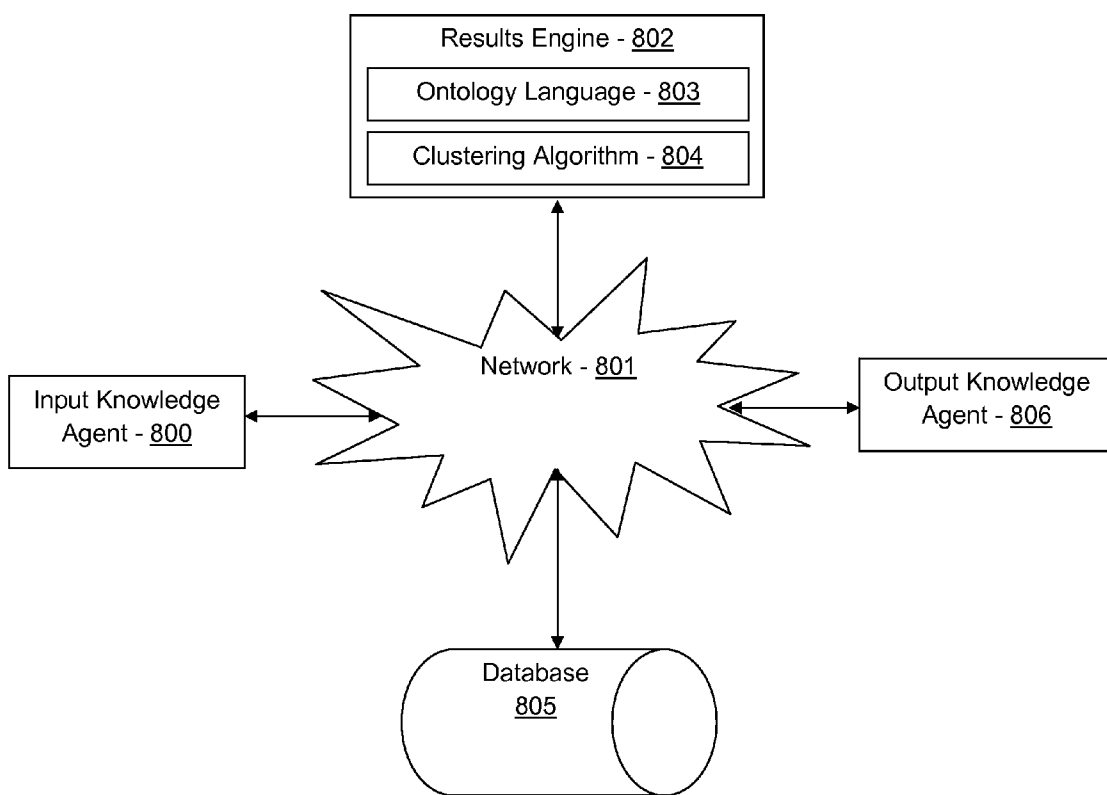 Results Engine - 802
Ontology Language - 803
Clustering Algorithm - 804
Network - 801
Input Knowledge
Agent - 800
Output Knowledge
Agent - 806
Database
805